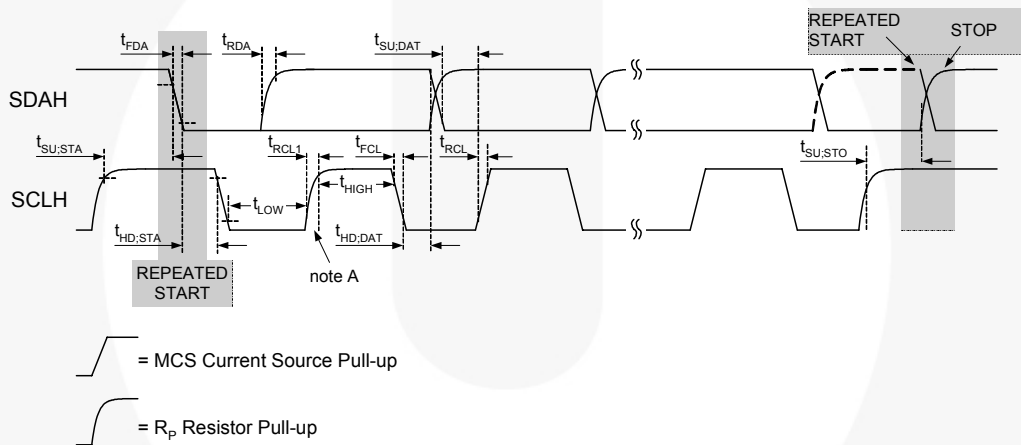 REPEATED
START
STOP
tFDA
tRDA
tSU;DAT
SDAH
tSU;STA
tRCL1
tFCL
tRCL
tSU;STO
tHIGH
SCLH
tLOW
tHD;STA
tHD;DAT
REPEATED
START
note A
= MCS Current Source Pull-up
= RP Resistor Pull-up